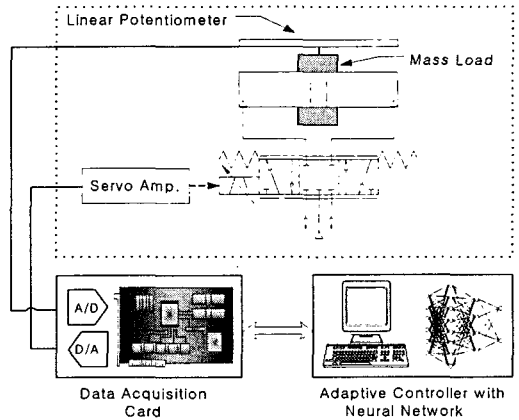 Linear Potentiometer
Mass Load
Servo Amp.
A/D
D/A
Data Acquisition
Card
Adaptive Controller with
Neural Network